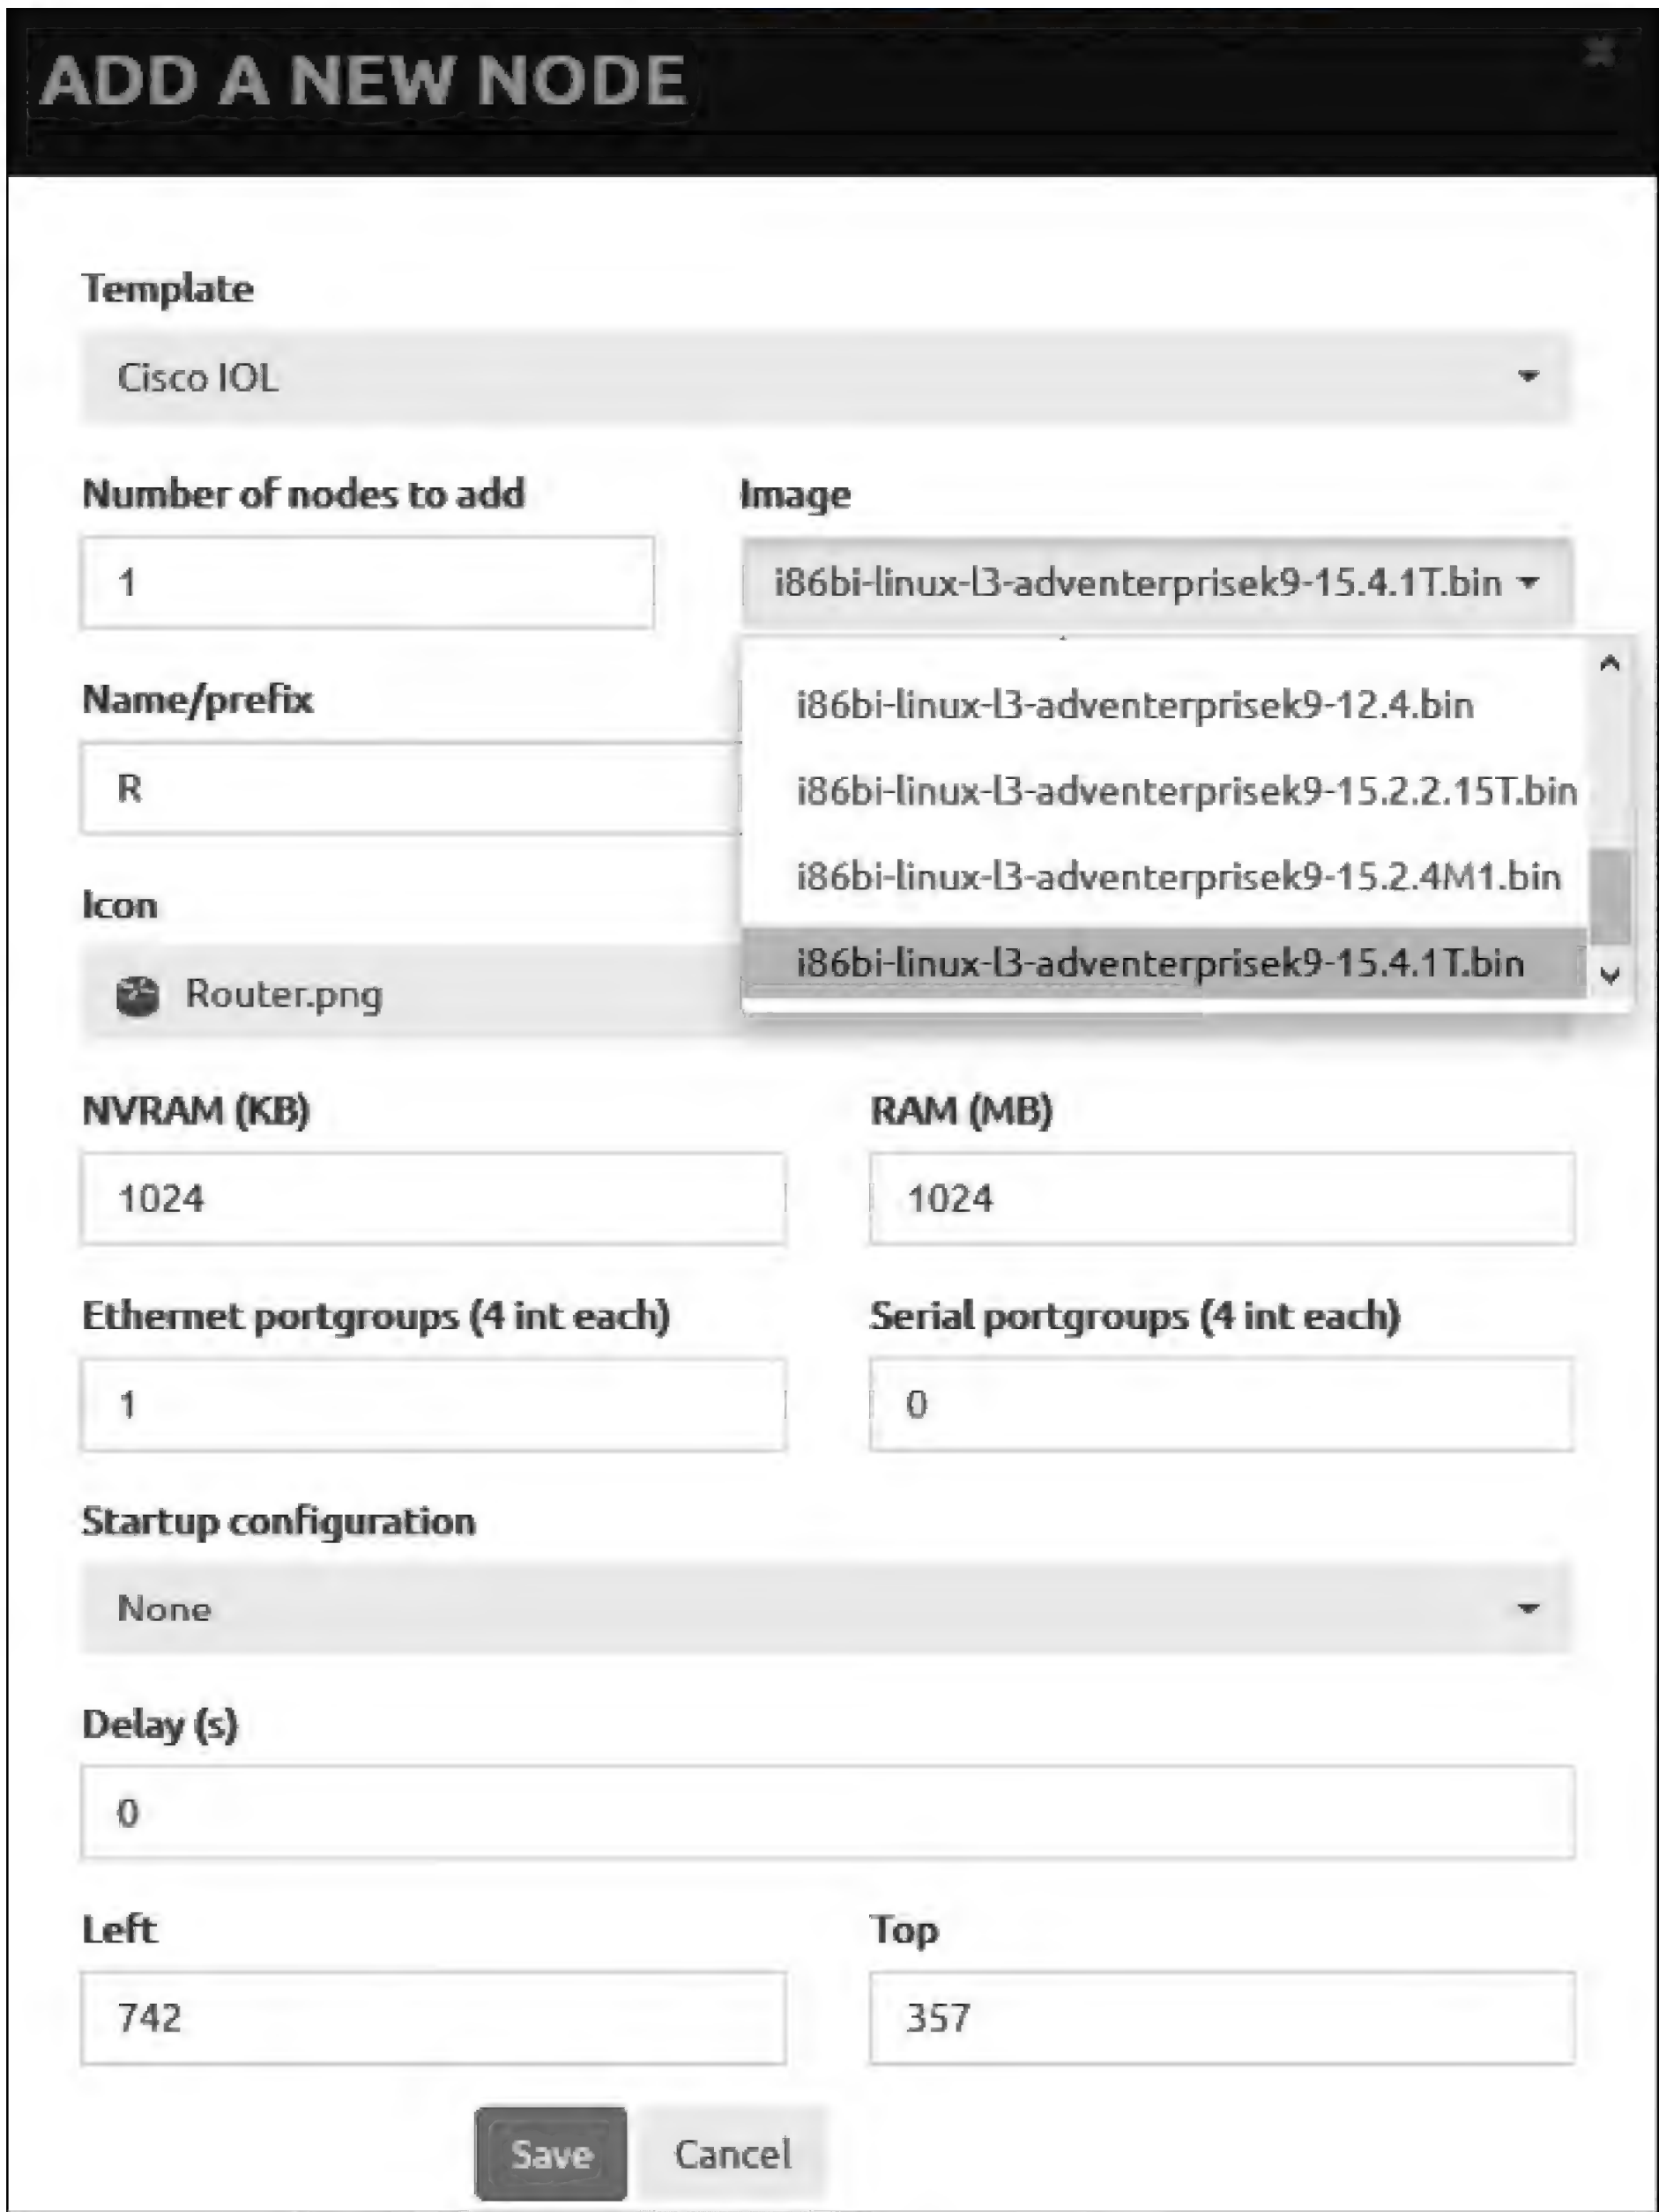 ADD A NEW NODE
Template
Cisco IOL
Number of nodes to add
Image
1
i86bi-linux-l3-adventerprisek9-15.4.1T.bin
i86bi-linux-l3-adventerprisek9-12.4.bin
i86bi-linux-l3-adventerprisek9-15.2.2.15T.bin
i86bi-linux-l3-adventerprisek9-15.2.4M1.bin
i86bi-linux-l3-adventerprisek9-15.4.1T.bin
Name/prefix
R
Icon
Router.png
NVRAM (KB)
RAM (MB)
1024
1024
Ethernet portgroups (4 int each)
Serial portgroups (4 int each)
1
0
Startup configuration
None
Delay (s)
0
Left
Top
742
357
Save
Cancel